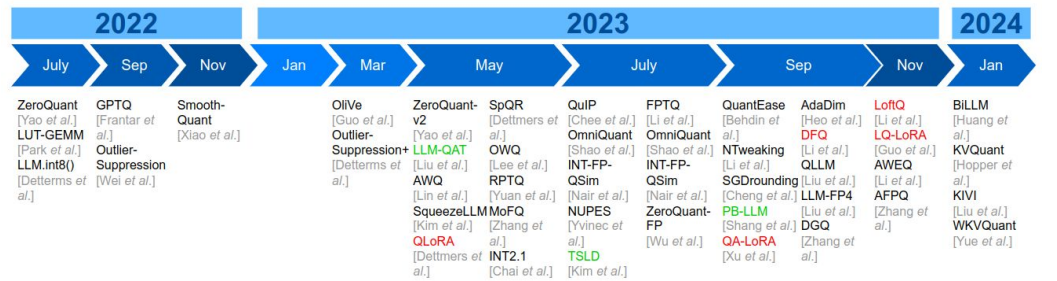 2022
2023
2024
July
Sep
Nov
Jan
Mar
May
July
Sep
Nov
Jan
ZeroQuant
[Yao et al.]
LUT-GEMM
[Park et al.]
LLM.int8()
[Detterms et
al.]
GPTQ
[Frantar et
al.]
Outlier-
Suppression
[Wei et al.]
Smooth-
Quant
[Xiao et al.]
OliVe
[Guo et al.]
Outlier-
Suppression+
[Detterms et
al.]
ZeroQuant-
v2
[Yao et al.]
LLM-QAT
[Liu et al.]
AWQ
[Lin et al.]
SqueezeLLM
[Kim et al.]
QLoRA
[Dettmers et
al.]
SpQR
[Dettmers et
al.]
OWQ
[Lee et al.]
RPTQ
[Yuan et al.]
MoFQ
[Zhang et
al.]
INT2.1
[Chai et al.]
QuIP
[Chee et al.]
OmniQuant
[Shao et al.]
INT-FP-
QSim
[Nair et al.]
NUPES
[Yvinec et
al.]
TSLD
[Kim et al.]
FPTQ
[Li et al.]
OmniQuant
[Shao et al.]
INT-FP-
QSim
[Nair et al.]
ZeroQuant-
FP
[Wu et al.]
QuantEase
[Behdin et
al.]
NTweaking
[Li et al.]
SGDrounding
[Cheng et al.]
PB-LLM
[Shang et al.]
QA-LoRA
[Xu et al.]
AdaDim
[Heo et al.]
DFQ
[Li et al.]
QLLM
[Liu et al.]
LLM-FP4
[Liu et al.]
DGQ
[Zhang et
al.]
LoftQ
[Li et al.]
LQ-LoRA
[Guo et al.]
AWEQ
[Li et al.]
AFPQ
[Zhang et
al.]
BiLLM
[Huang et
al.]
KVQuant
[Hopper et
al.]
KIVI
[Liu et al.]
WKVQuant
[Yue et al.]